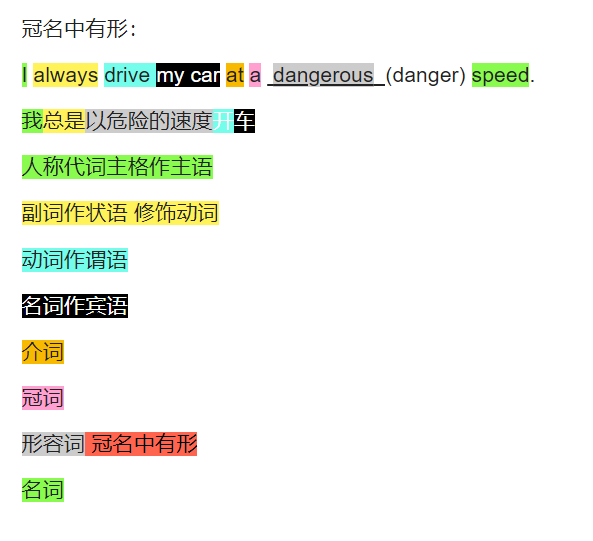 冠名中有形：
I always drive my car at a  dangerous  (danger) speed.
我总是以危险的速度开车
人称代词主格作主语
副词作状语 修饰动词
动词作谓语
名词作宾语
介词
冠词
形容词 冠名中有形
名词